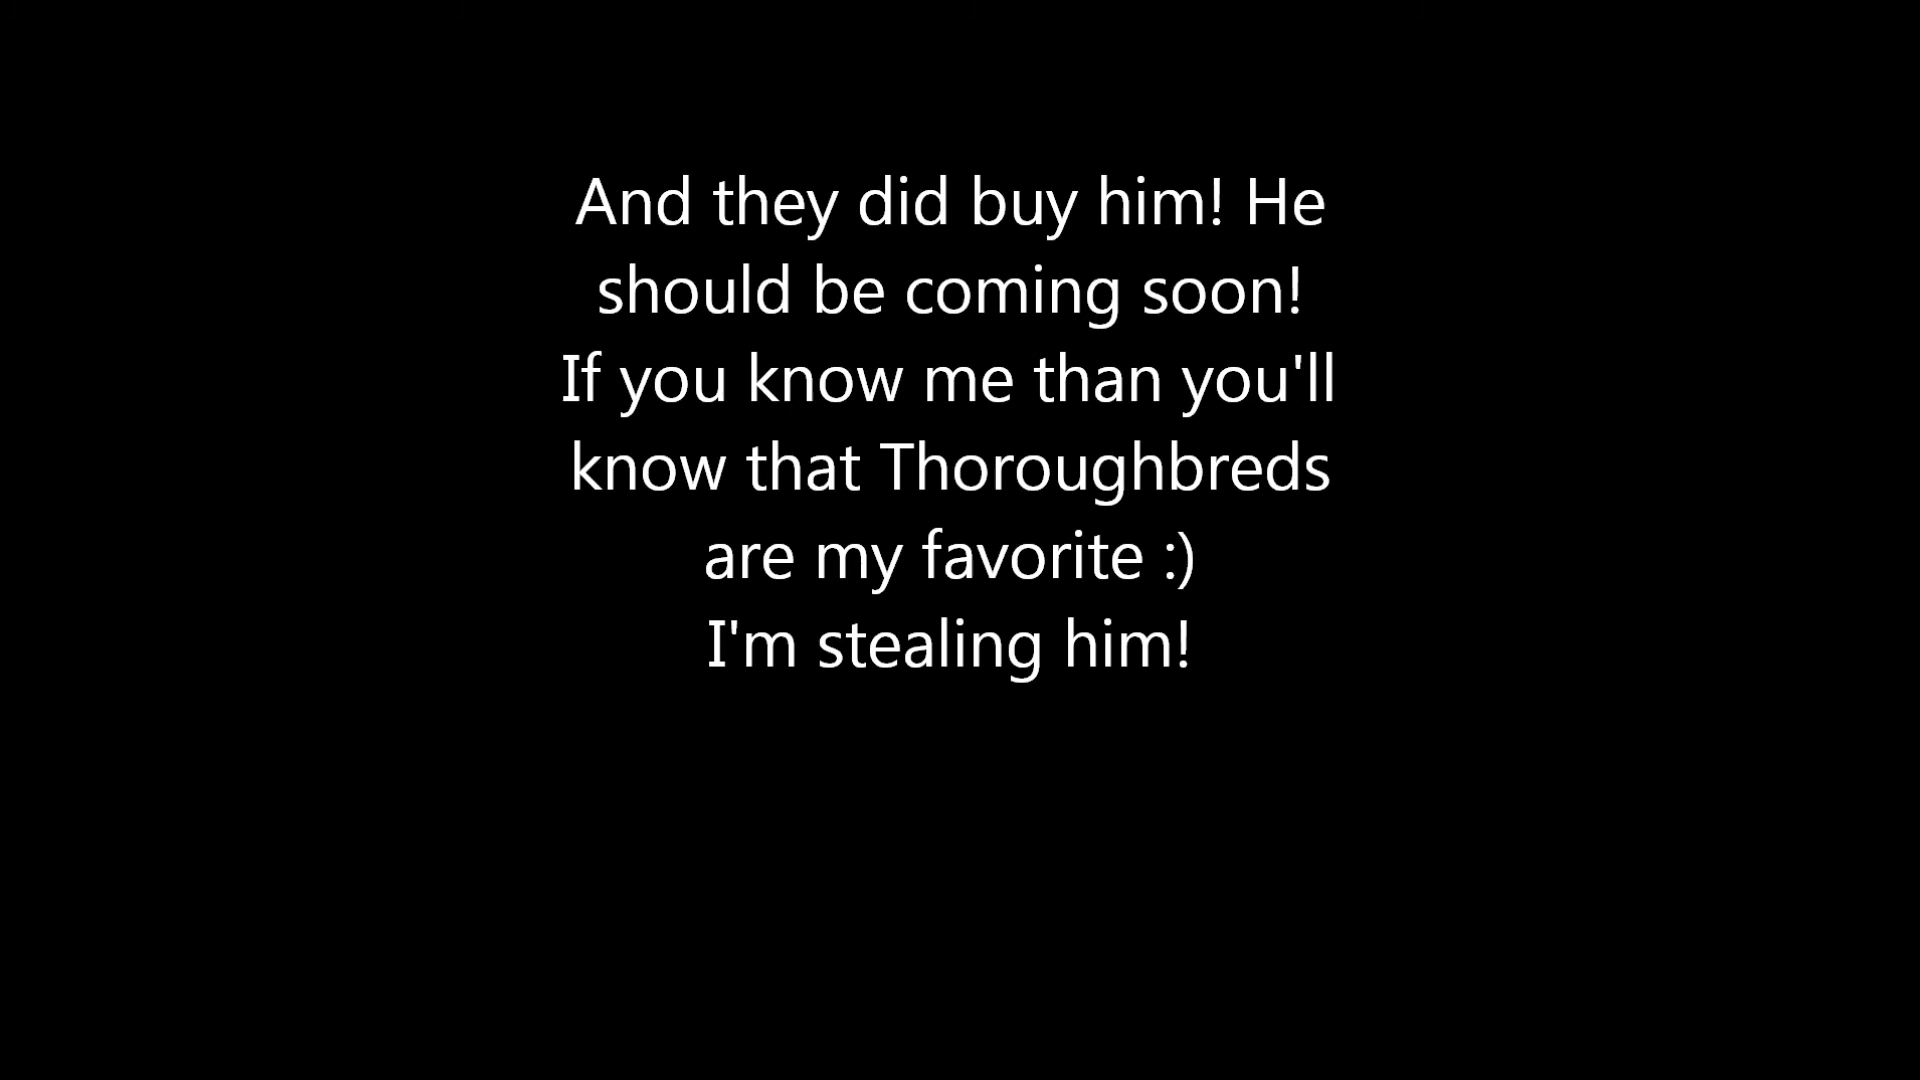 And they did buy him! He
should be coming soon!
If you know me than you'll
know that Thoroughbreds
are my favorite :)
I'm stealing him!